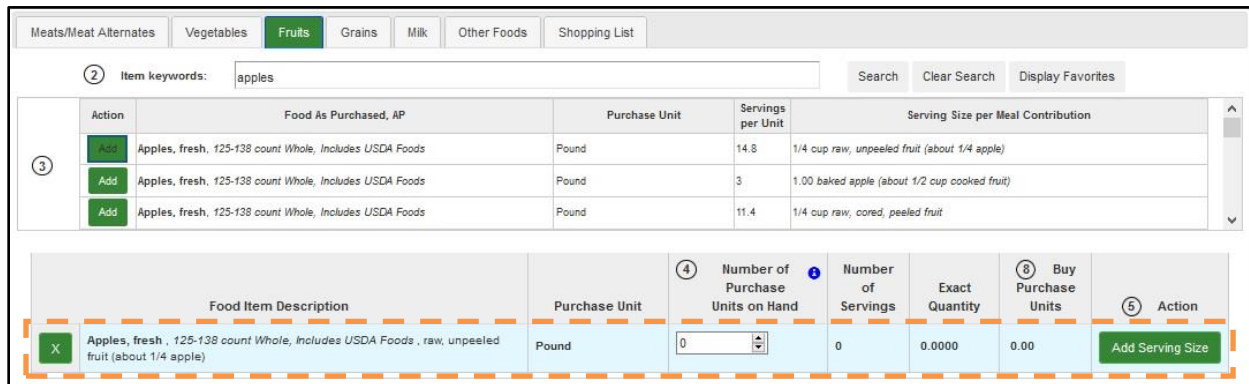 Meats/Meat Alternates Vegetables Fruits Grains Milk Other Foods Shopping List
2 Item keywords: apples Search Clear Search Display Favorites
Action Food As Purchased, AP Purchase Unit Servings per Unit Serving Size per Meal Contribution
3
Add Apples, fresh, 125-138 count Whole, Includes USDA Foods Pound 14.8 1/4 cup raw, unpeeled fruit (about 1/4 apple)
Add Apples, fresh, 125-138 count Whole, Includes USDA Foods Pound 3 1.00 baked apple (about 1/2 cup cooked fruit)
Add Apples, fresh, 125-138 count Whole, Includes USDA Foods Pound 11.4 1/4 cup raw, cored, peeled fruit
Food Item Description Purchase Unit 4 Number of Purchase Units on Hand i Number of Servings Exact Quantity 8 Buy Purchase Units 5 Action
X Apples, fresh , 125-138 count Whole, Includes USDA Foods , raw, unpeeled
fruit (about 1/4 apple) Pound 0 0 0.0000 0.00 Add Serving Size